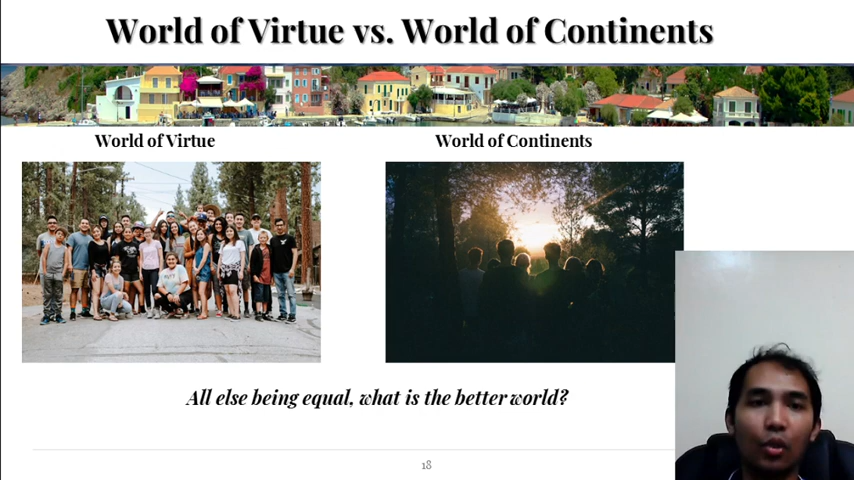 World of Virtue vs. World of Continents
World of Virtue
World of Continents
All else being equal, what is the better world?
18